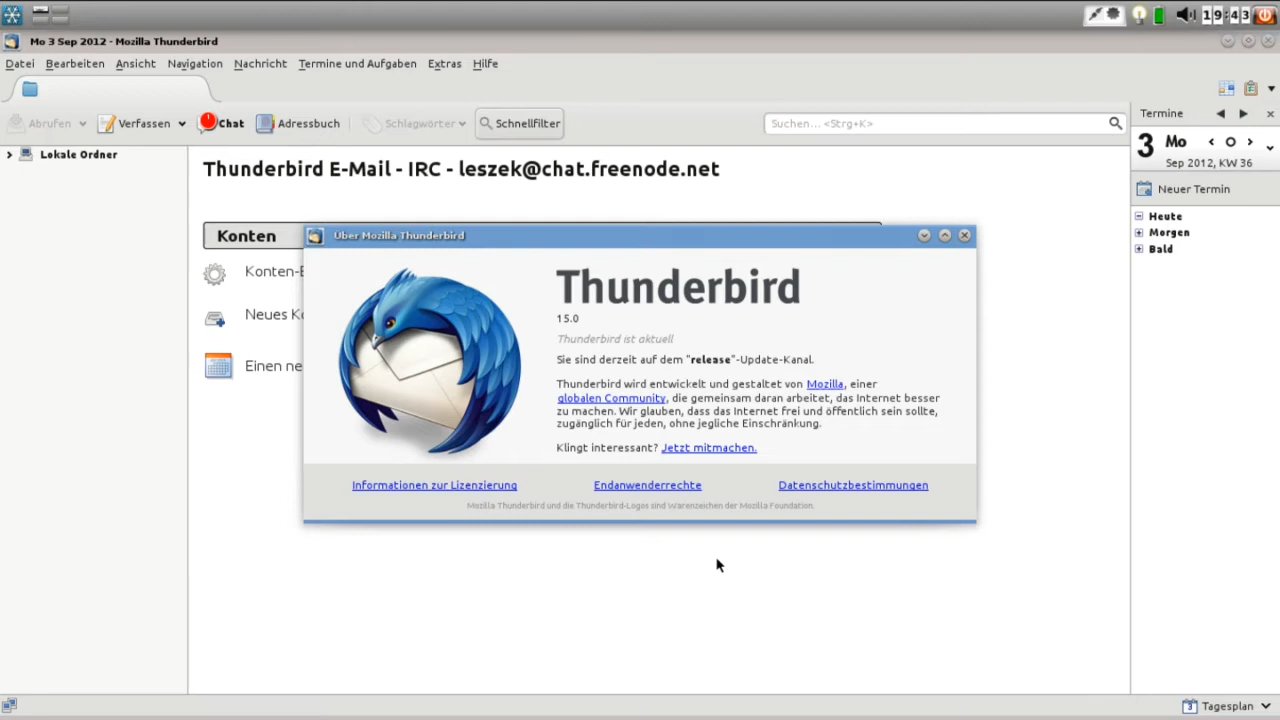 19:43
Mo 3 Sep 2012 - Mozilla Thunderbird
Datei Bearbeiten Ansicht Navigation Nachricht Termine und Aufgaben Extras Hilfe
Abrufen Verfassen Chat Adressbuch Schlagwörter Schnellfilter Suchen... <Strg+K>
Lokale Ordner
Thunderbird E-Mail - IRC - leszek@chat.freenode.net
Konten
Konten-E
Neues Ko
Einen ne
Über Mozilla Thunderbird
Thunderbird
15.0
Thunderbird ist aktuell
Sie sind derzeit auf dem "release"-Update-Kanal.
Thunderbird wird entwickelt und gestaltet von Mozilla, einer
globalen Community, die gemeinsam daran arbeitet, das Internet besser
zu machen. Wir glauben, dass das Internet frei und öffentlich sein sollte,
zugänglich für jeden, ohne jegliche Einschränkung.
Klingt interessant? Jetzt mitmachen.
Informationen zur Lizenzierung Endanwenderrechte Datenschutzbestimmungen
Mozilla Thunderbird und die Thunderbird-Logos sind Warenzeichen der Mozilla Foundation.
Termine
3 Mo
Sep 2012, KW 36
Neuer Termin
Heute
Morgen
Bald
3 Tagesplan